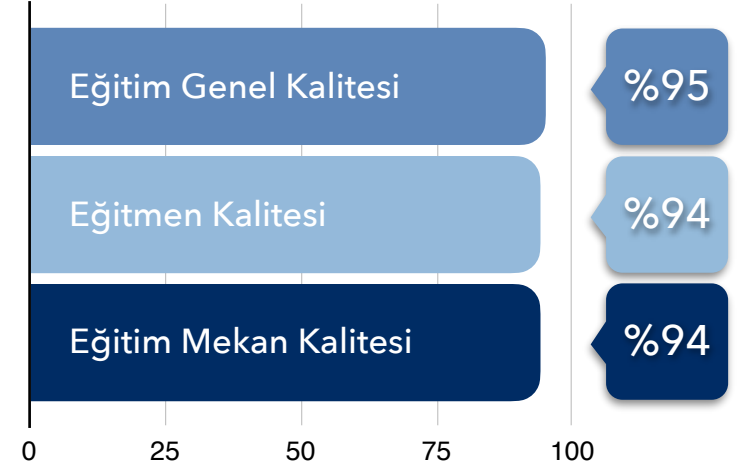 Eğitim Genel Kalitesi %95
Eğitmen Kalitesi %94
Eğitim Mekan Kalitesi %94
0 25 50 75 100